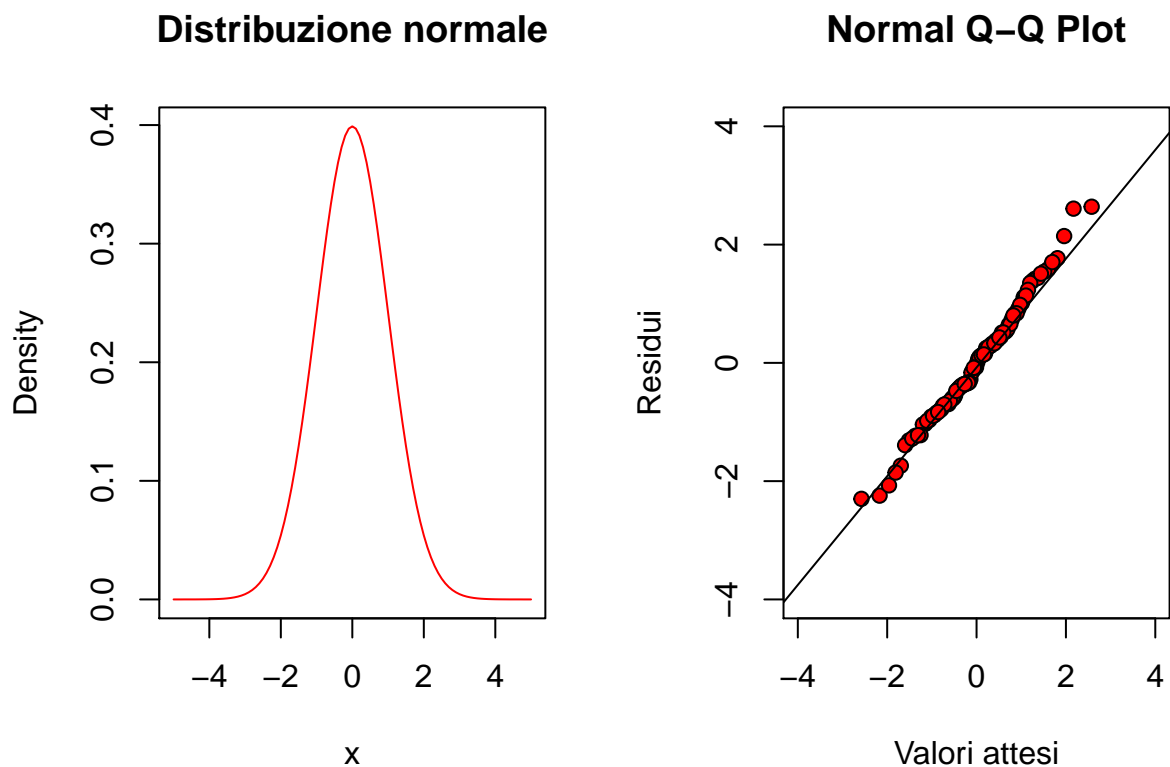 Distribuzione normale
Density
0.0 0.1 0.2 0.3 0.4
−4 −2 0 2 4
x
Normal Q−Q Plot
Residui
−4 −2 0 2 4
−4 −2 0 2 4
Valori attesi